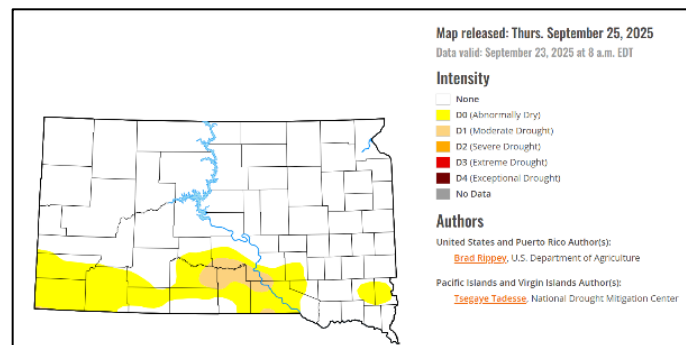 Map released: Thurs. September 25, 2025
Data valid: September 23, 2025 at 8 a.m. EDT
Intensity
None
D0 (Abnormally Dry)
D1 (Moderate Drought)
D2 (Severe Drought)
D3 (Extreme Drought)
D4 (Exceptional Drought)
No Data
Authors
United States and Puerto Rico Author(s):
Brad Rippey, U.S. Department of Agriculture
Pacific Islands and Virgin Islands Author(s):
Tsegaye Tadesse, National Drought Mitigation Center